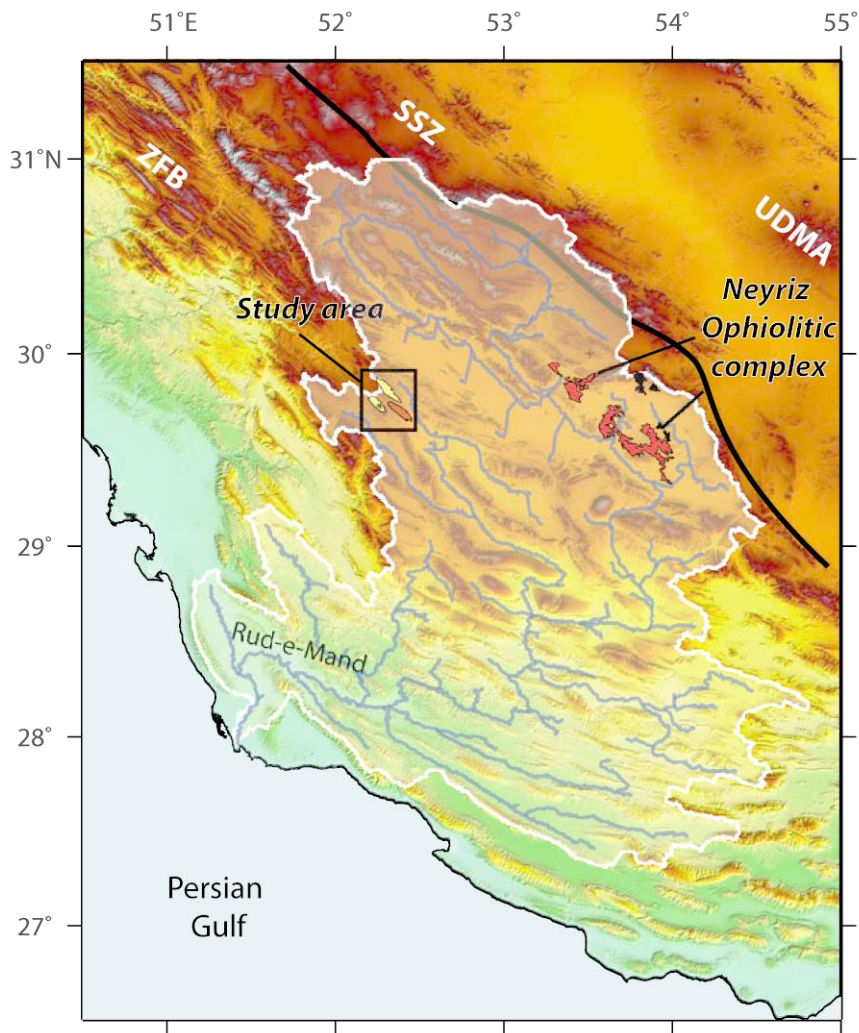 51°E
52°
53°
54°
55°
31°N
30°
29°
28°
27°
SSZ
ZFB
UDMA
Study area
Neyriz
Ophiolitic
complex
Rud-e-Mand
Persian
Gulf